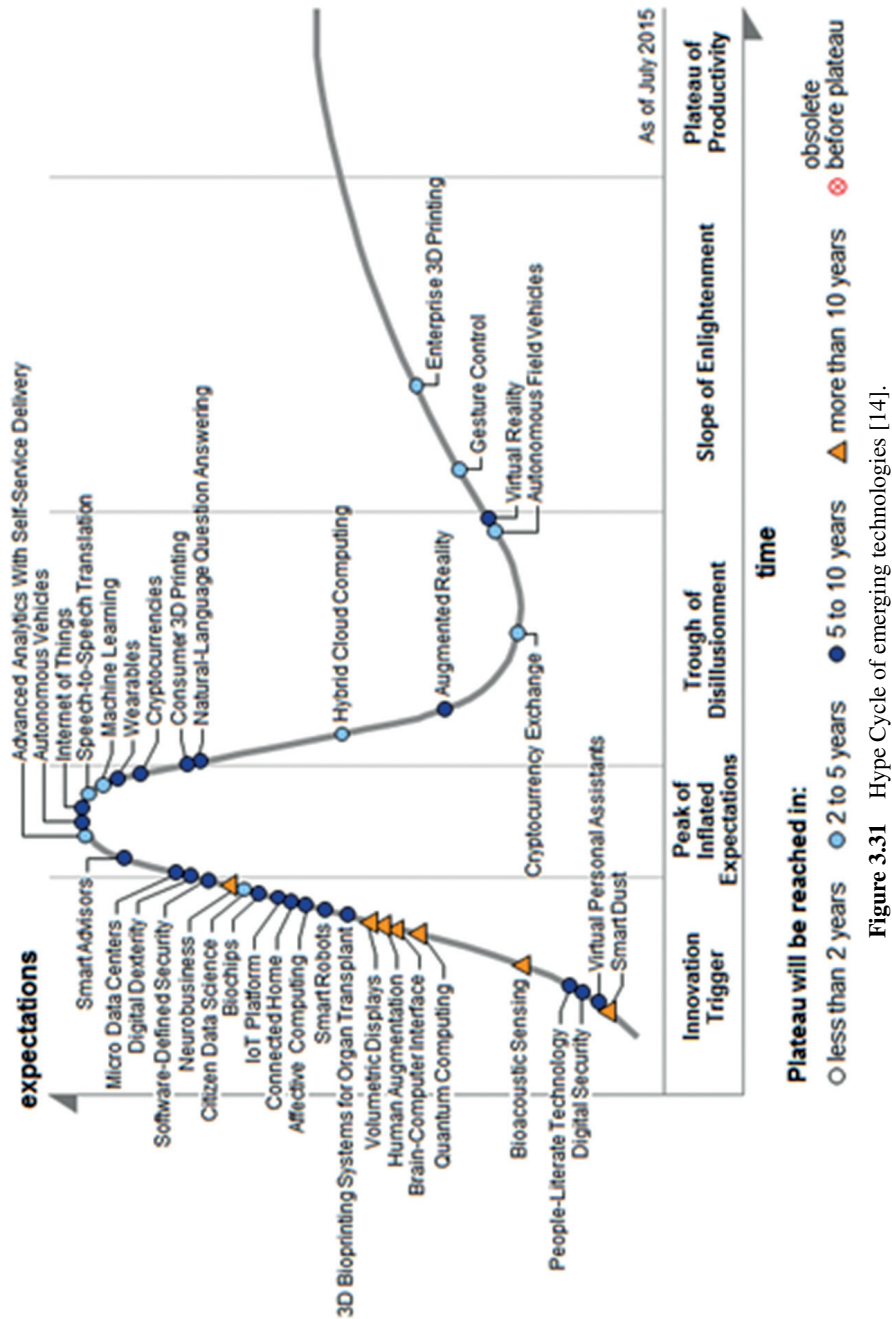 expectations
Advanced Analytics With Self-Service Delivery
Autonomous Vehicles
Internet of Things
Speech-to-Speech Translation
Machine Learning
Wearables
Cryptocurrencies
Consumer 3D Printing
Natural-Language Question Answering
Smart Advisors
Micro Data Centers
Digital Dexterity
Software-Defined Security
Neurobusiness
Citizen Data Science
Biochips
IoT Platform
Connected Home
Affective Computing
Smart Robots
3D Bioprinting Systems for Organ Transplant
Volumetric Displays
Human Augmentation
Brain-Computer Interface
Quantum Computing
Bioacoustic Sensing
People-Literate Technology
Digital Security
Virtual Personal Assistants
Smart Dust
Hybrid Cloud Computing
Augmented Reality
Cryptocurrency Exchange
Enterprise 3D Printing
Gesture Control
Virtual Reality
Autonomous Field Vehicles
As of July 2015
Innovation
Trigger
Peak of
Inflated
Expectations
Trough of
Disillusionment
Slope of Enlightenment
Plateau of
Productivity
time
Plateau will be reached in:
less than 2 years
2 to 5 years
5 to 10 years
more than 10 years
obsolete
before plateau
Figure 3.31 Hype Cycle of emerging technologies [14].